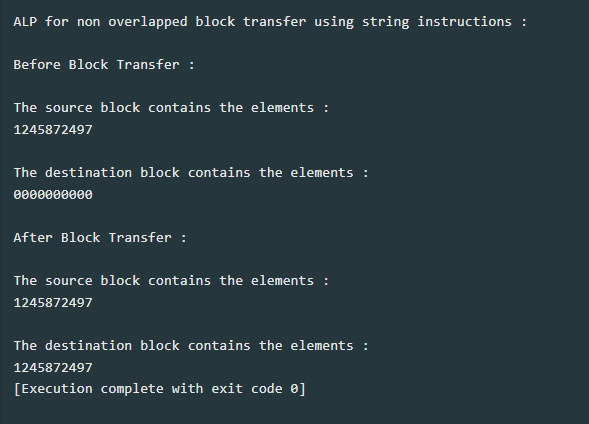 ALP for non overlapped block transfer using string instructions :
Before Block Transfer :
The source block contains the elements :
1245872497
The destination block contains the elements :
0000000000
After Block Transfer :
The source block contains the elements :
1245872497
The destination block contains the elements :
1245872497
[Execution complete with exit code 0]